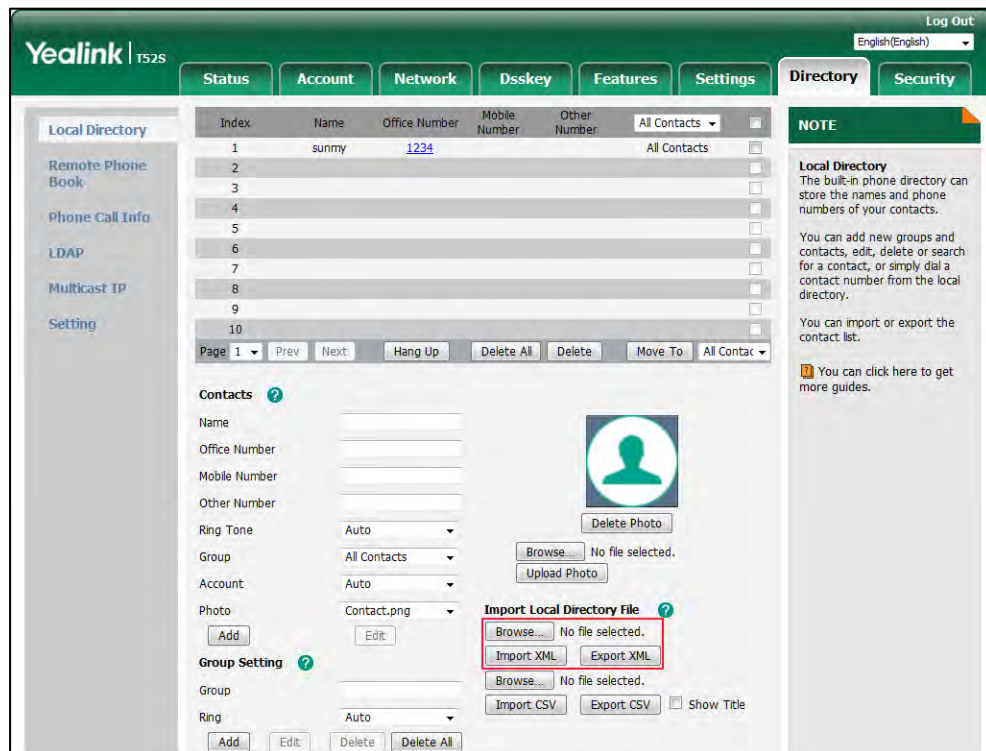 Log Out
Yealink | T52S
English(English)
Status Account Network Dsskey Features Settings Directory Security
Local Directory
Remote Phone Book
Phone Call Info
LDAP
Multicast IP
Setting
Index Name Office Number Mobile Number Other Number All Contacts
1 sunmy 1234 All Contacts
2
3
4
5
6
7
8
9
10
Page 1 Prev Next Hang Up Delete All Delete Move To All Contac
Contacts ?
Name
Office Number
Mobile Number
Other Number
Ring Tone Auto
Group All Contacts
Account Auto
Photo Contact.png
Add Edit
Group Setting ?
Group
Ring Auto
Add Edit Delete Delete All
Delete Photo
Browse... No file selected.
Upload Photo
Import Local Directory File ?
Browse... No file selected.
Import XML Export XML
Browse... No file selected.
Import CSV Export CSV Show Title
NOTE
Local Directory
The built-in phone directory can
store the names and phone
numbers of your contacts.
You can add new groups and
contacts, edit, delete or search
for a contact, or simply dial a
contact number from the local
directory.
You can import or export the
contact list.
? You can click here to get
more guides.